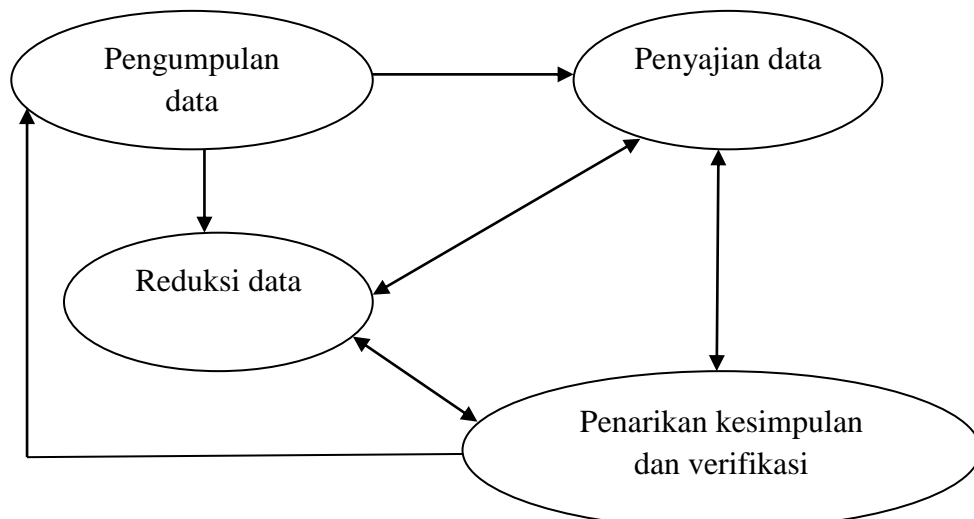 Pengumpulan
data
Penyajian data
Reduksi data
Penarikan kesimpulan
dan verifikasi